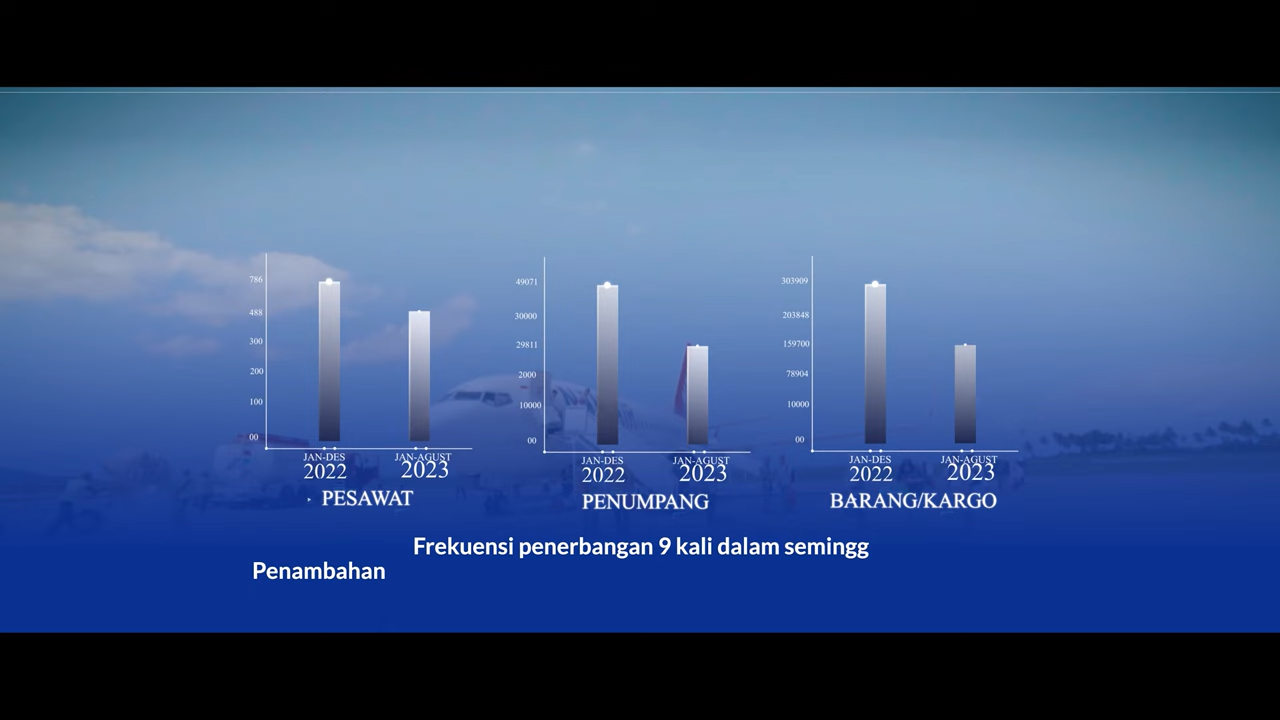 786
488
300
200
100
00
JAN-DES
2022
JAN-AGUST
2023
PESAWAT
49071
30000
29811
2000
10000
00
JAN-DES
2022
JAN-AGUST
2023
PENUMPANG
303909
203848
159700
78904
10000
00
JAN-DES
2022
JAN-AGUST
2023
BARANG/KARGO
Frekuensi penerbangan 9 kali dalam semingg
Penambahan